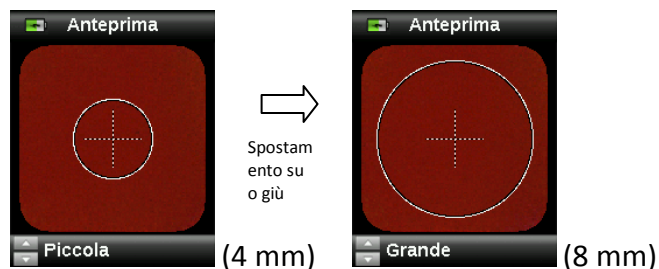 Anteprima
Piccola
(4 mm)
Spostam
ento su
o giù
Anteprima
Grande
(8 mm)